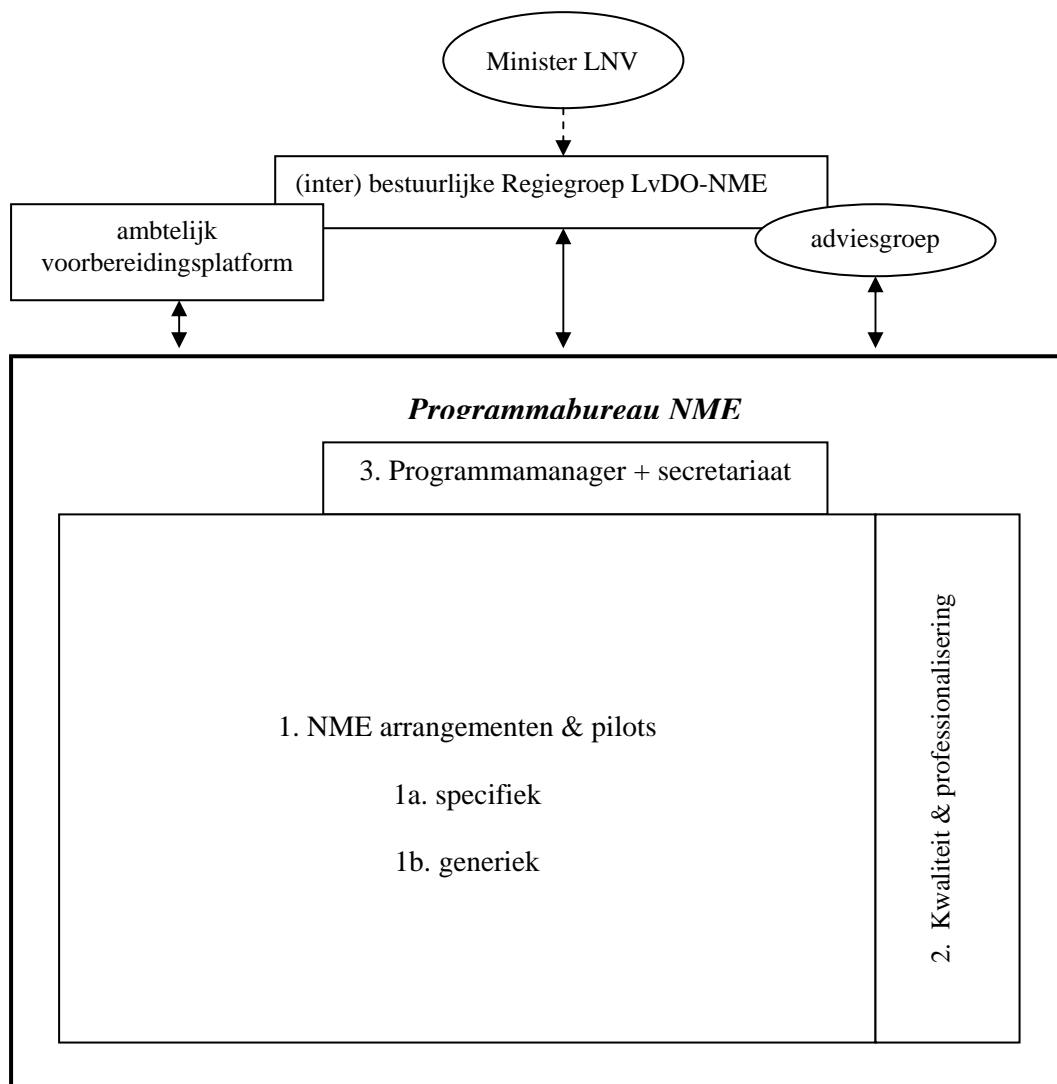 Minister LNV
(inter) bestuurlijke Regiegroep LvDO-NME
ambtelijk
voorbereidingsplatform
adviesgroep
Programmabureau NME
3. Programmamanager + secretariaat
1. NME arrangementen & pilots
1a. specifiek
1b. generiek
2. Kwaliteit & professionalisering